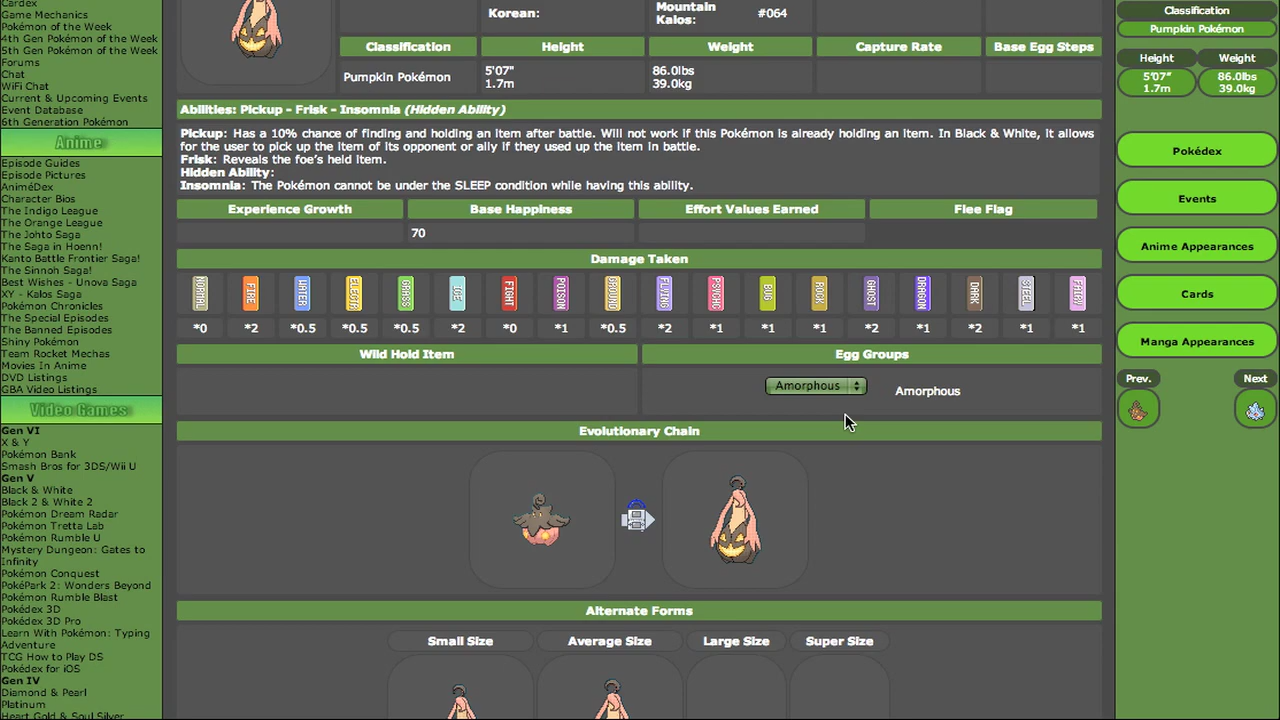 Cardex
Game Mechanics
Pokémon of the Week
4th Gen Pokémon of the Week
5th Gen Pokémon of the Week
Forums
Chat
WiFi Chat
Current & Upcoming Events
Event Database
6th Generation Pokémon
Anime
Episode Guides
Episode Pictures
AniméDex
Character Bios
The Indigo League
The Orange League
The Johto Saga
The Saga in Hoenn!
Kanto Battle Frontier Saga!
The Sinnoh Saga!
Best Wishes - Unova Saga
XY - Kalos Saga
Pokémon Chronicles
The Special Episodes
The Banned Episodes
Shiny Pokémon
Team Rocket Mechas
Movies In Anime
DVD Listings
GBA Video Listings
Video Games
Gen VI
X & Y
Pokémon Bank
Smash Bros for 3DS/Wii U
Gen V
Black & White
Black 2 & White 2
Pokémon Dream Radar
Pokémon Tretta Lab
Pokémon Rumble U
Mystery Dungeon: Gates to
Infinity
Pokémon Conquest
PokéPark 2: Wonders Beyond
Pokémon Rumble Blast
Pokédex 3D
Pokédex 3D Pro
Learn With Pokémon: Typing
Adventure
TCG How to Play DS
Pokédex for iOS
Gen IV
Diamond & Pearl
Platinum
Heart Gold & Soul Silver
Korean:
Mountain
Kalos: #064
Classification Height Weight Capture Rate Base Egg Steps
Pumpkin Pokémon 5'07" 86.0lbs
1.7m 39.0kg
Abilities: Pickup - Frisk - Insomnia (Hidden Ability)
Pickup: Has a 10% chance of finding and holding an item after battle. Will not work if this Pokémon is already holding an item. In Black & White, it allows
for the user to pick up the item of its opponent or ally if they used up the item in battle.
Frisk: Reveals the foe's held item.
Hidden Ability:
Insomnia: The Pokémon cannot be under the SLEEP condition while having this ability.
Experience Growth Base Happiness Effort Values Earned Flee Flag
70
Damage Taken
NORMAL FIRE WATER ELECTR GRASS ICE FIGHT POISON GROUND FLYING PSYCHC BUG ROCK GHOST DRAGON DARK STEEL FAIRY
*0 *2 *0.5 *0.5 *0.5 *2 *0 *1 *0.5 *2 *1 *1 *1 *2 *1 *2 *1 *1
Wild Hold Item Egg Groups
Amorphous Amorphous
Evolutionary Chain
Alternate Forms
Small Size Average Size Large Size Super Size
Classification
Pumpkin Pokémon
Height Weight
5'07" 86.0lbs
1.7m 39.0kg
Pokédex
Events
Anime Appearances
Cards
Manga Appearances
Prev. Next